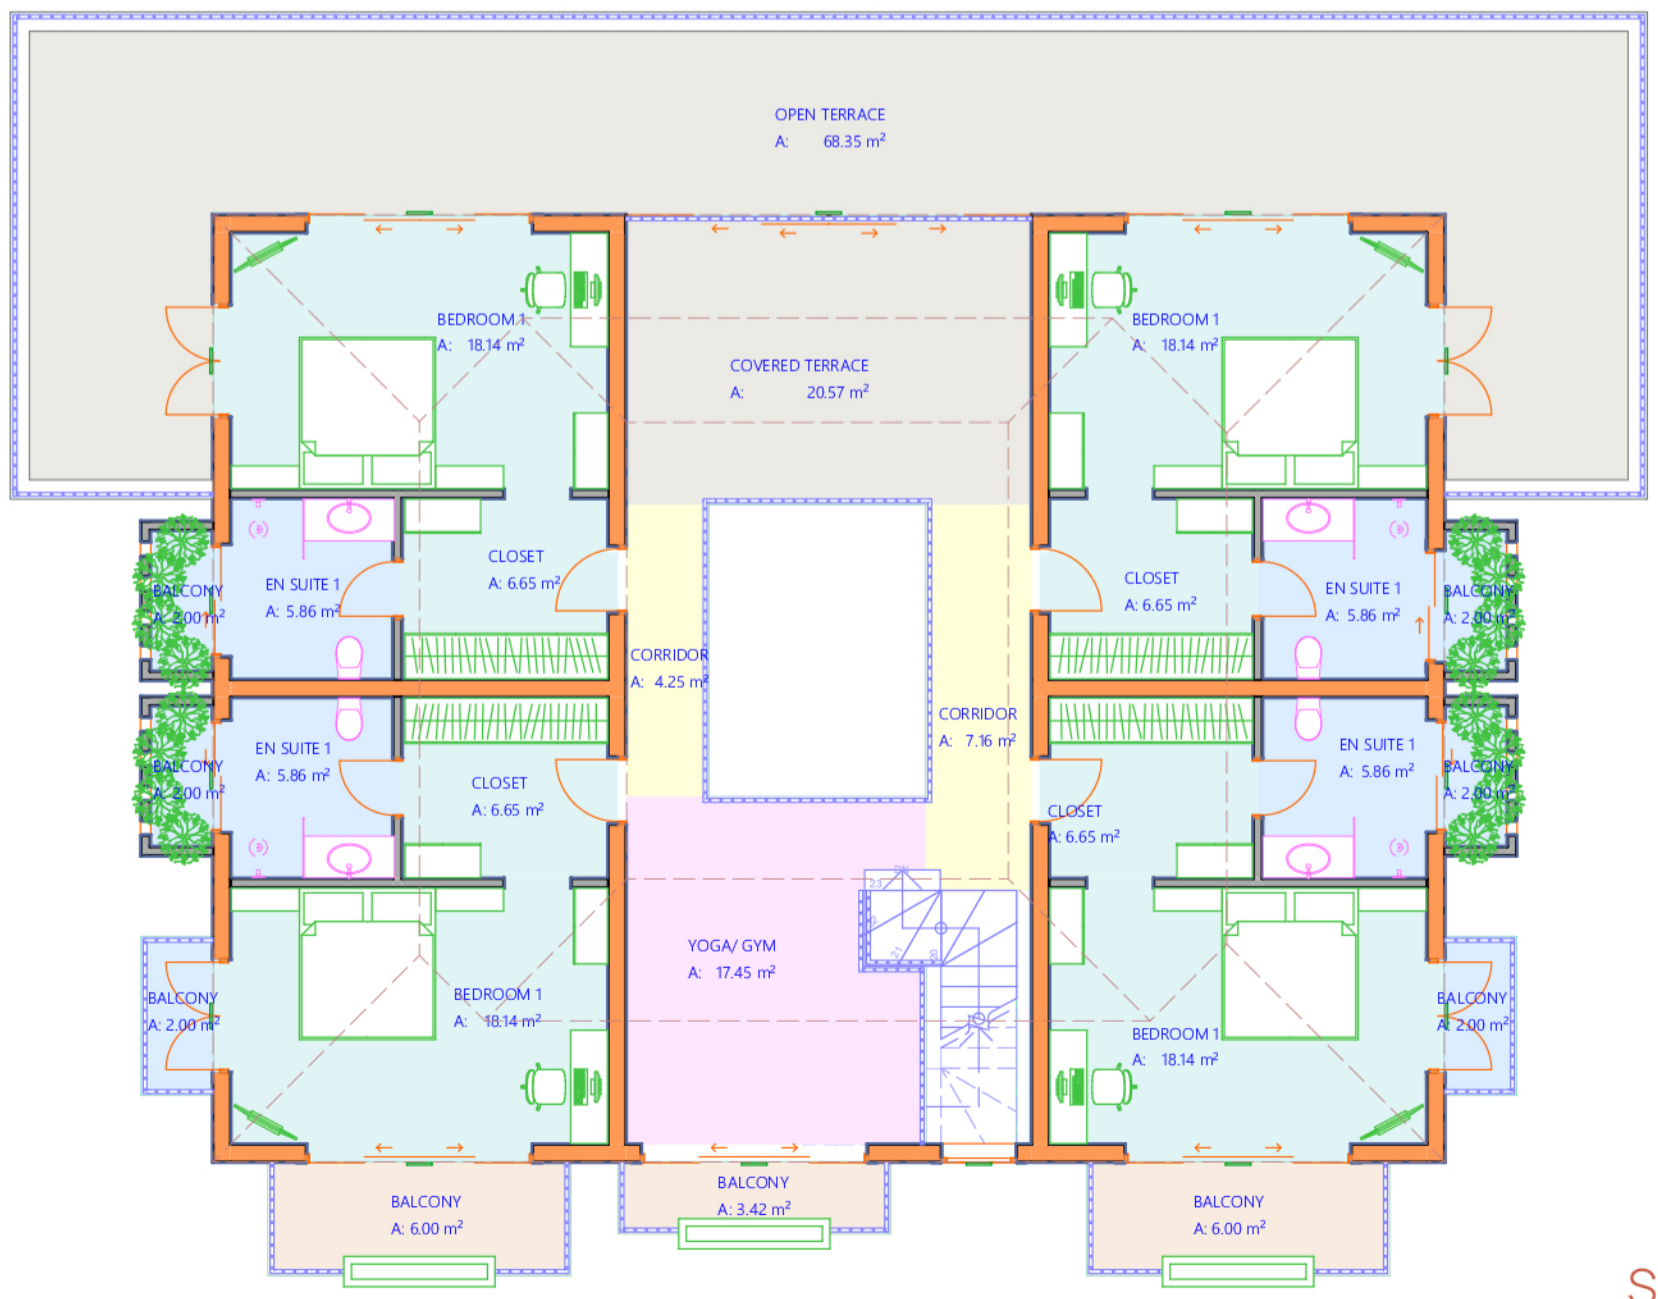 OPEN TERRACE
A: 68.35 m²
BEDROOM 1
A: 18.14 m²
BEDROOM 1
A: 18.14 m²
COVERED TERRACE
A: 20.57 m²
CLOSET
A: 6.65 m²
EN SUITE 1
A: 5.86 m²
BALCONY
A: 2.00 m²
CLOSET
A: 6.65 m²
EN SUITE 1
A: 5.86 m²
BALCONY
A: 2.00 m²
CORRIDOR
A: 4.25 m²
CORRIDOR
A: 7.16 m²
EN SUITE 1
A: 5.86 m²
BALCONY
A: 2.00 m²
CLOSET
A: 6.65 m²
CLOSET
A: 6.65 m²
EN SUITE 1
A: 5.86 m²
BALCONY
A: 2.00 m²
DN
23
21
20
YOGA/ GYM
A: 17.45 m²
BALCONY
A: 2.00 m²
BEDROOM 1
A: 18.14 m²
BEDROOM 1
A: 18.14 m²
BALCONY
A: 2.00 m²
BALCONY
A: 6.00 m²
BALCONY
A: 3.42 m²
BALCONY
A: 6.00 m²
S